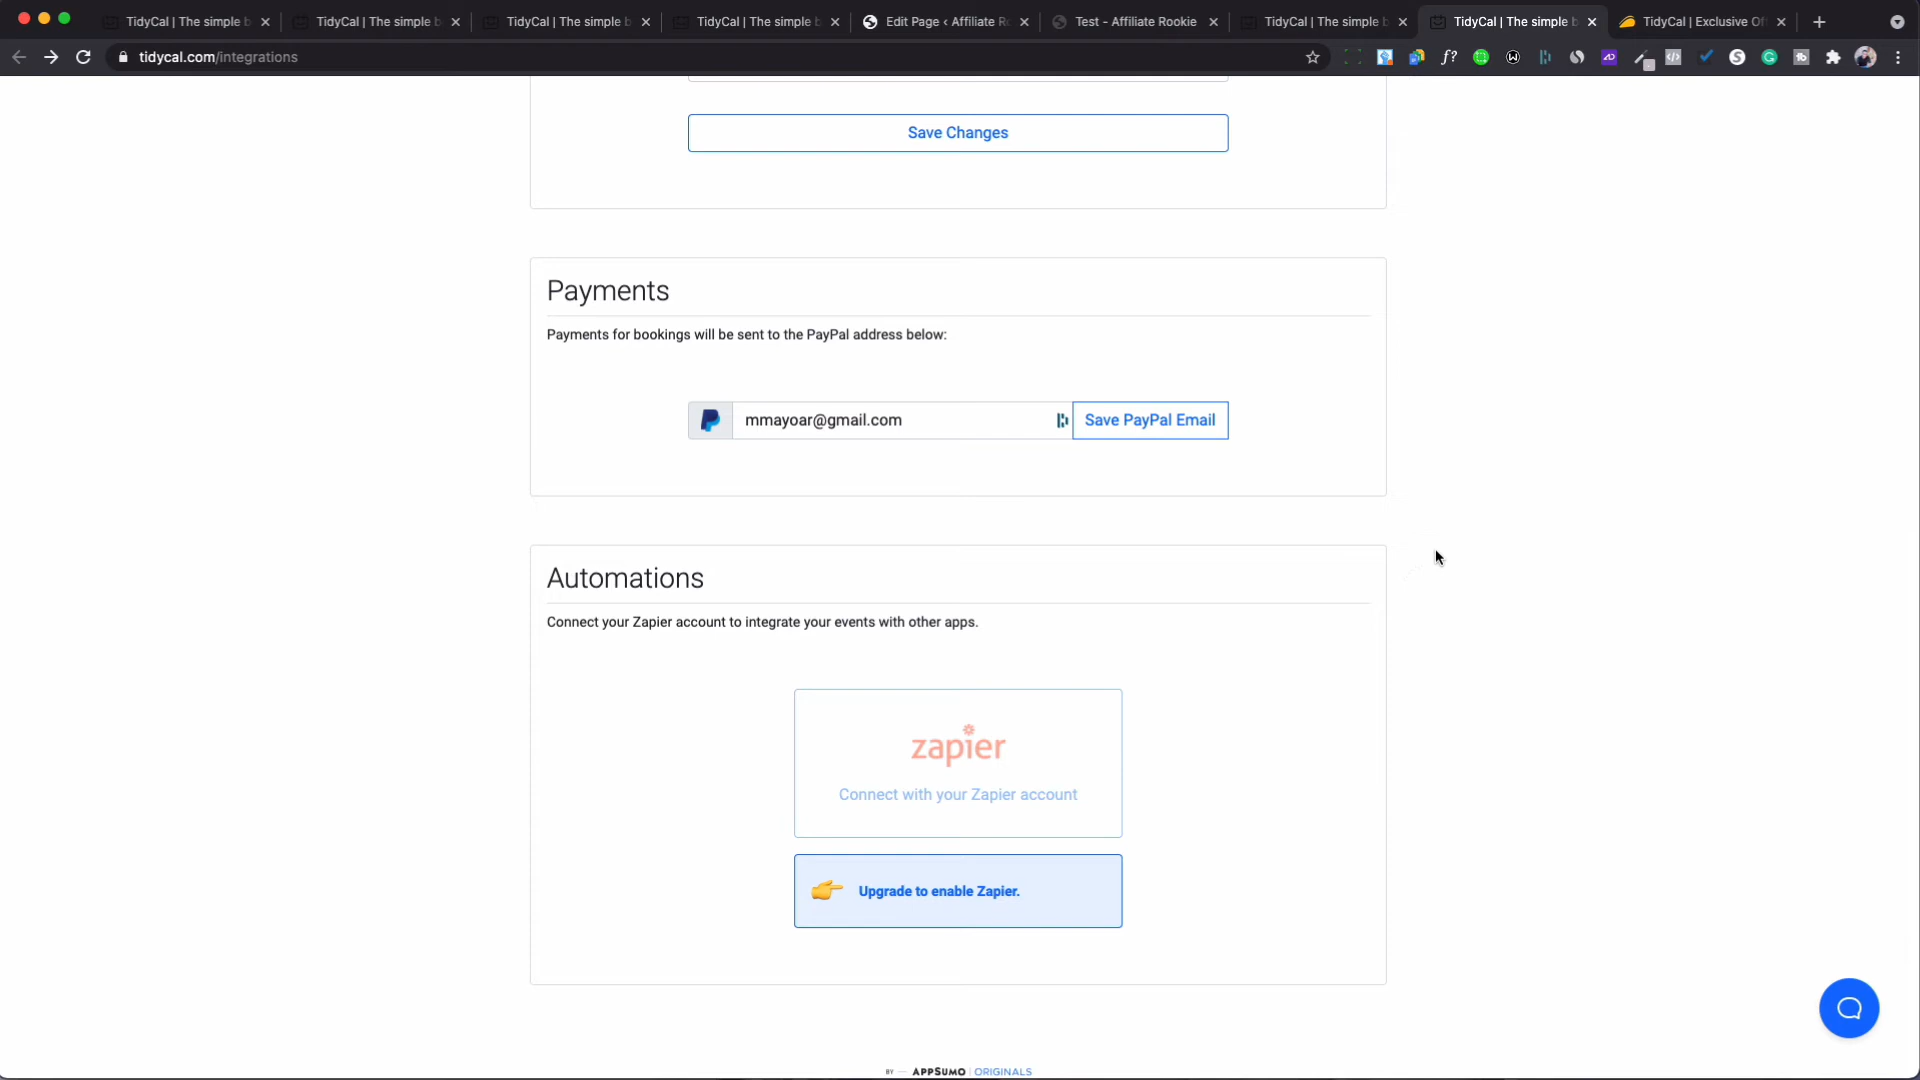 TidyCal | The simple b
TidyCal | The simple b
TidyCal | The simple b
TidyCal | The simple b
Edit Page ‹ Affiliate R
Test - Affiliate Rookie
TidyCal | The simple b
TidyCal | The simple b
TidyCal | Exclusive Of
tidycal.com/integrations
Save Changes
Payments
Payments for bookings will be sent to the PayPal address below:
mmayoar@gmail.com
Save PayPal Email
Automations
Connect your Zapier account to integrate your events with other apps.
zapier
Connect with your Zapier account
Upgrade to enable Zapier.
BY — APPSUMO | ORIGINALS